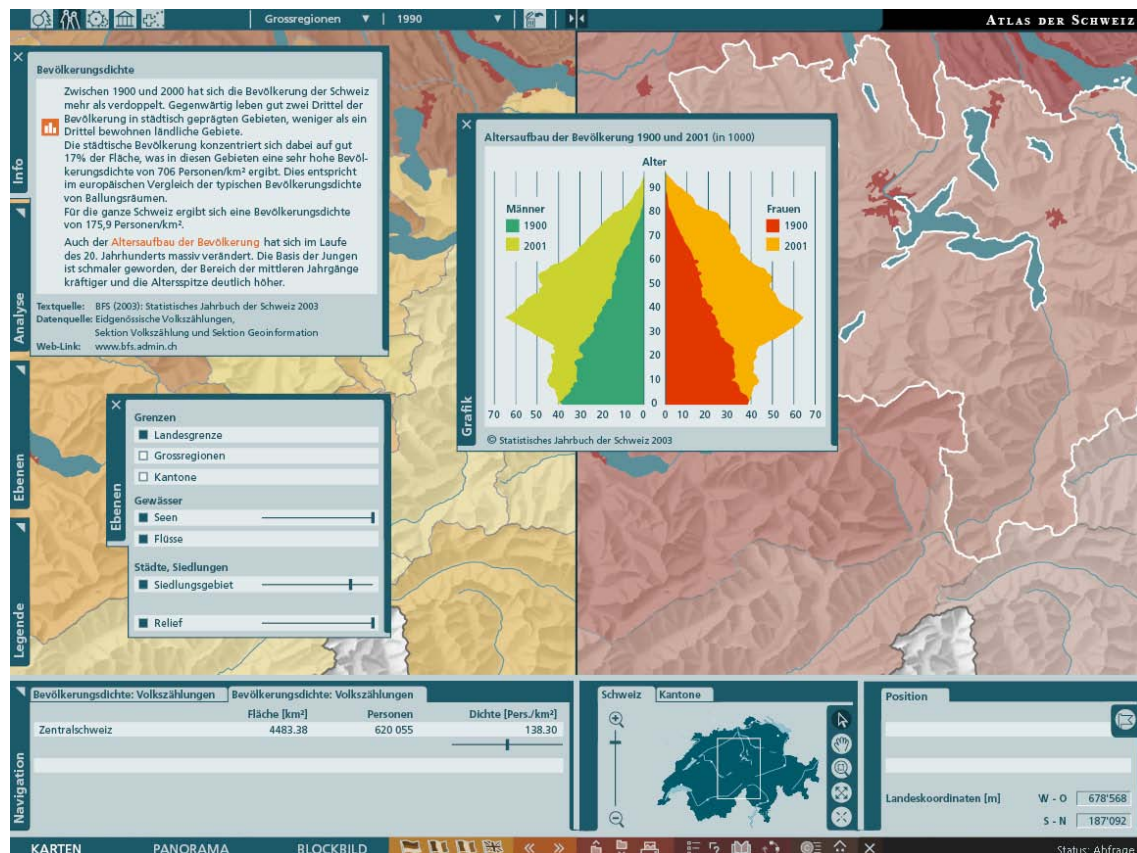 Grossregionen
1990
ATLAS DER SCHWEIZ
Info
Analyse
Ebenen
Legende
Bevölkerungsdichte
Zwischen 1900 und 2000 hat sich die Bevölkerung der Schweiz
mehr als verdoppelt. Gegenwärtig leben gut zwei Drittel der
Bevölkerung in städtisch geprägten Gebieten, weniger als ein
Drittel bewohnen ländliche Gebiete.
Die städtische Bevölkerung konzentriert sich dabei auf gut
17% der Fläche, was in diesen Gebieten eine sehr hohe Bevöl-
kerungsdichte von 706 Personen/km² ergibt. Dies entspricht
im europäischen Vergleich der typischen Bevölkerungsdichte
von Ballungsräumen.
Für die ganze Schweiz ergibt sich eine Bevölkerungsdichte
von 175,9 Personen/km².
Auch der Altersaufbau der Bevölkerung hat sich im Laufe
des 20. Jahrhunderts massiv verändert. Die Basis der Jungen
ist schmaler geworden, der Bereich der mittleren Jahrgänge
kräftiger und die Altersspitze deutlich höher.
Textquelle: BFS (2003): Statistisches Jahrbuch der Schweiz 2003
Datenquelle: Eidgenössische Volkszählungen,
Sektion Volkszählung und Sektion Geoinformation
Web-Link: www.bfs.admin.ch
Grafik
Altersaufbau der Bevölkerung 1900 und 2001 (in 1000)
Alter
Männer
1900
2001
Frauen
1900
2001
90
80
70
60
50
40
30
20
10
0
70 60 50 40 30 20 10 0
0 10 20 30 40 50 60 70
© Statistisches Jahrbuch der Schweiz 2003
Ebenen
Grenzen
Landesgrenze
Grossregionen
Kantone
Gewässer
Seen
Flüsse
Städte, Siedlungen
Siedlungsgebiet
Relief
Navigation
Bevölkerungsdichte: Volkszählungen Bevölkerungsdichte: Volkszählungen
Fläche [km²] Personen Dichte [Pers./km²]
Zentralschweiz 4483.38 620 055 138.30
Schweiz Kantone
Position
Landeskoordinaten [m] W - O 678'568
S - N 187'092
KARTEN PANORAMA BLOCKBILD
Status: Abfrage